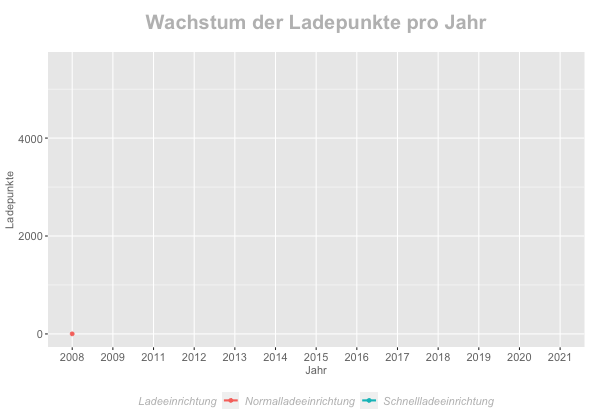 Wachstum der Ladepunkte pro Jahr
Ladepunkte
4000
2000
0
2008 2009 2011 2012 2013 2014 2015 2016 2017 2018 2019 2020 2021
Jahr
Ladeeinrichtung Normalladeeinrichtung Schnellladeeinrichtung